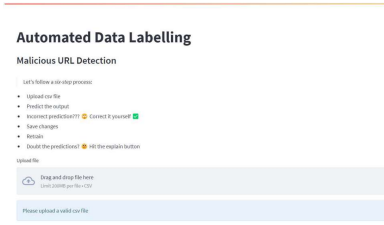 Automated Data Labelling
Malicious URL Detection
Let's follow a six-step process:
• Upload csv file
• Predict the output
• Incorrect prediction??? 😕 Correct it yourself ✅
• Save changes
• Retrain
• Doubt the predictions? 🤔 Hit the explain button
Upload file
Drag and drop file here
Limit 200MB per file • CSV
Please upload a valid csv file